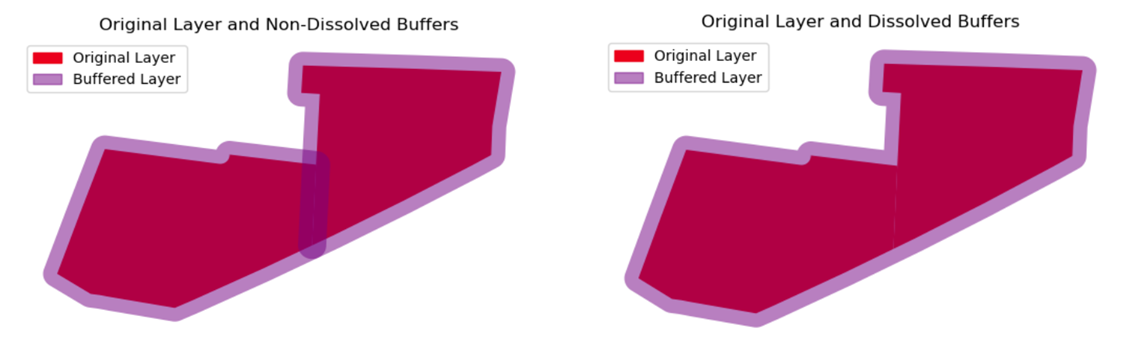 Original Layer and Non-Dissolved Buffers
Original Layer
Buffered Layer
Original Layer and Dissolved Buffers
Original Layer
Buffered Layer